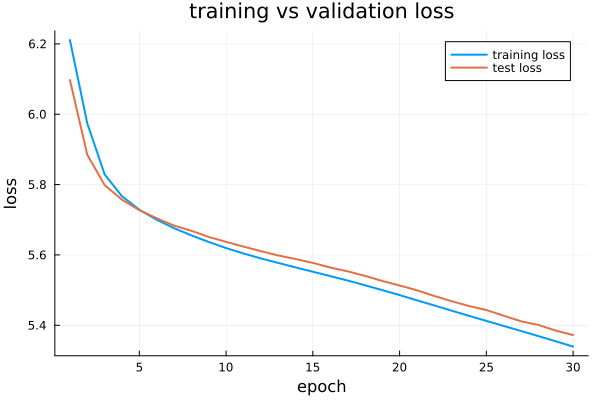 training vs validation loss
training loss
test loss
6.2
6.0
5.8
5.6
5.4
loss
5 10 15 20 25 30
epoch